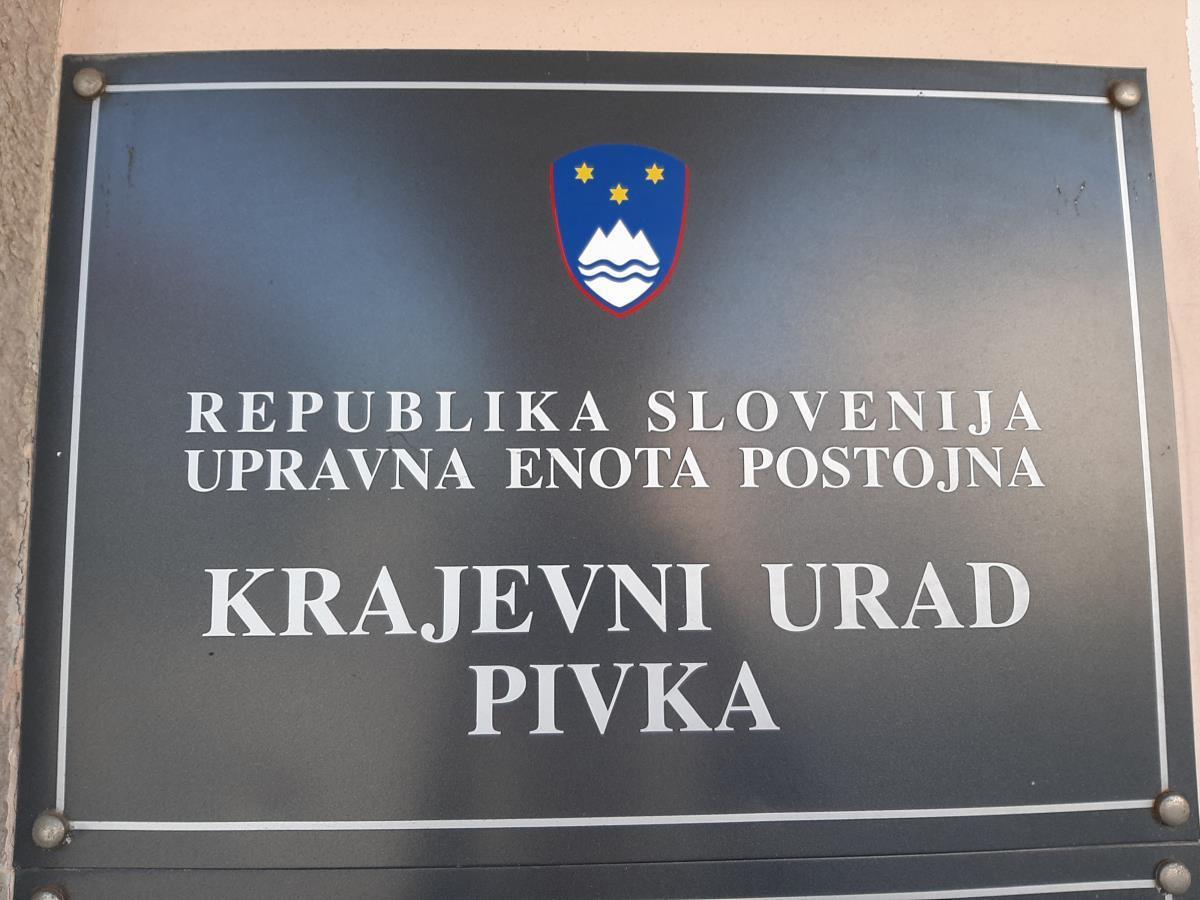 REPUBLIKA SLOVENIJA
UPRAVNA ENOTA POSTOJNA
KRAJEVNI URAD
PIVKA